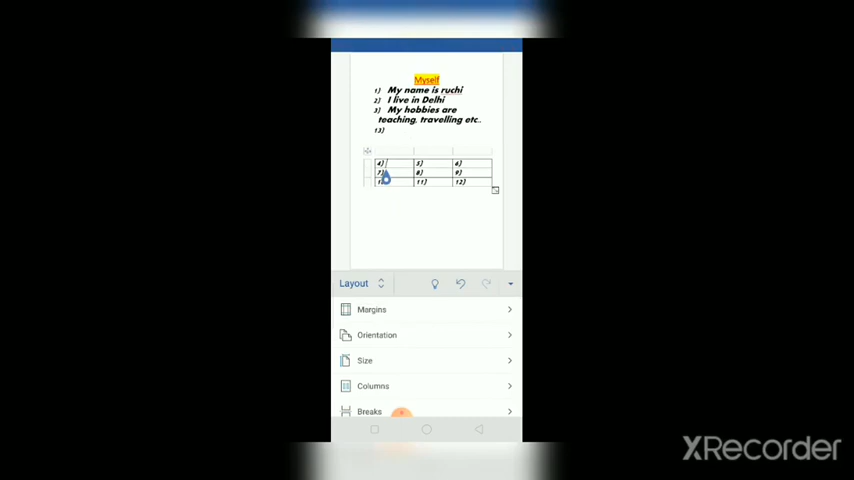 Myself
1) My name is ruchi
2) I live in Delhi
3) My hobbies are
teaching, travelling etc..
13)
4) 5) 6)
7) 8) 9)
11) 12)
Layout
Margins
Orientation
Size
Columns
Breaks
XRecorder